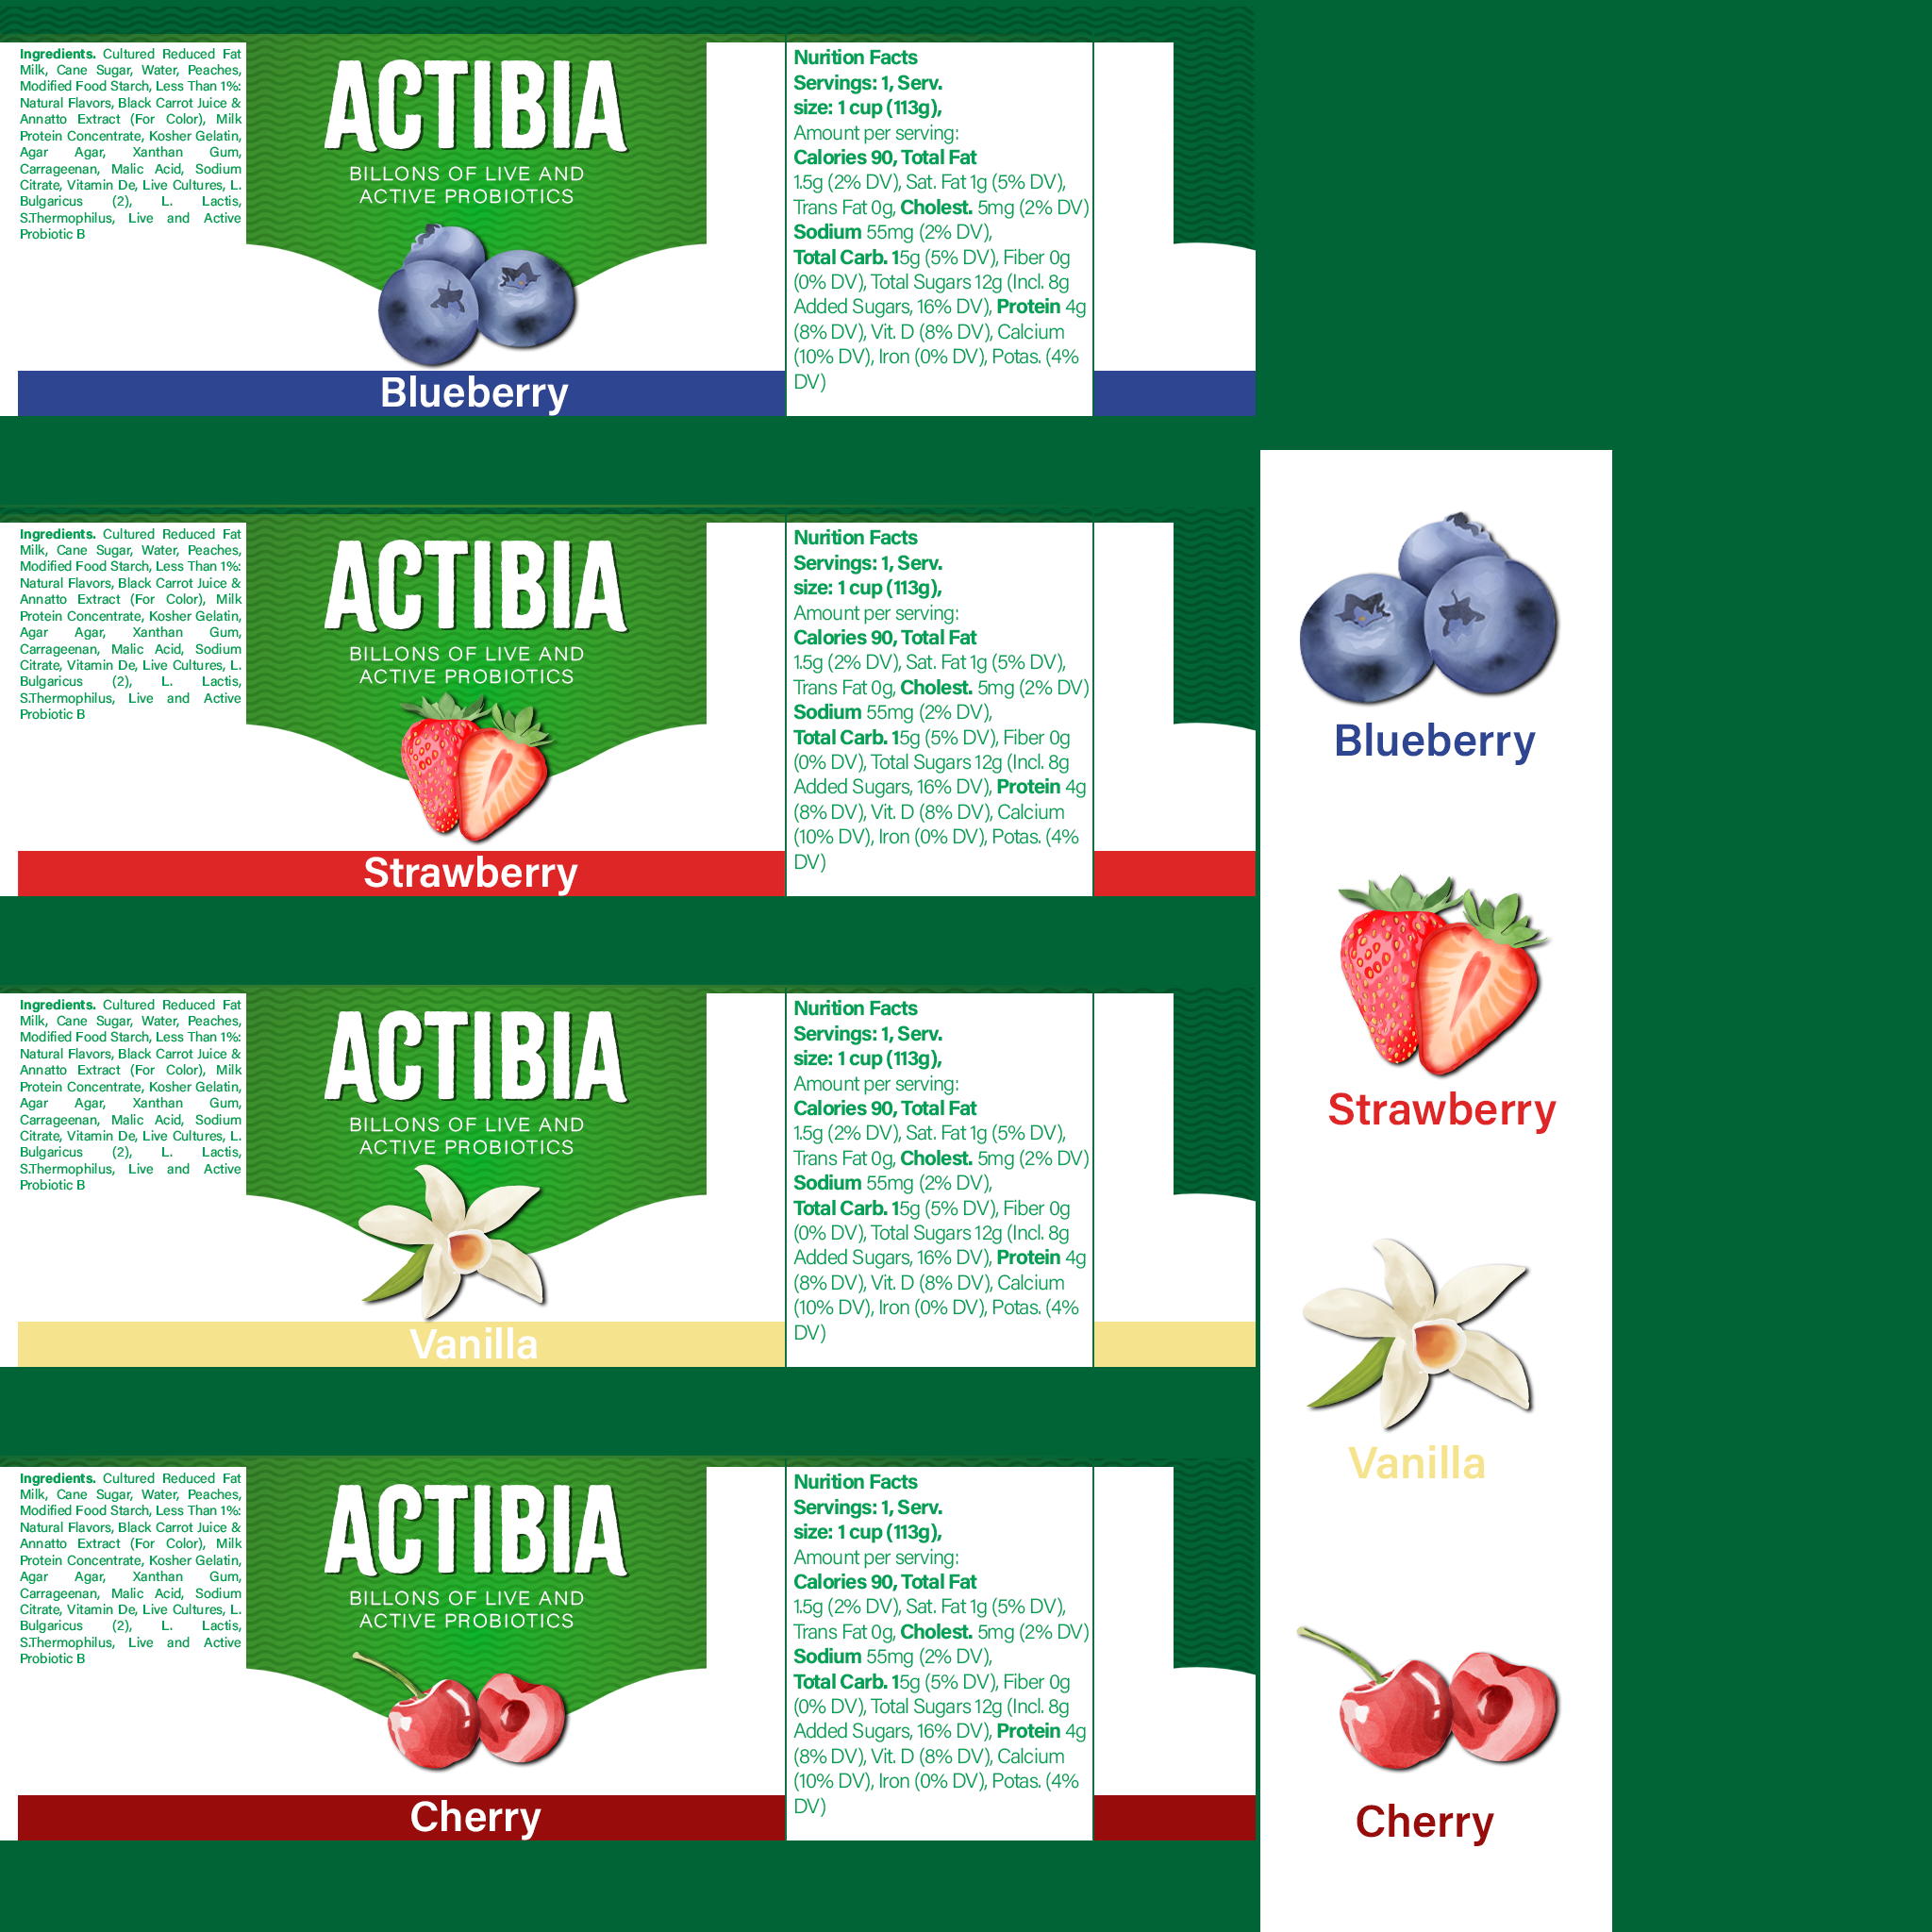 Ingredients. Cultured Reduced Fat
Milk, Cane Sugar, Water, Peaches,
Modified Food Starch, Less Than 1%:
Natural Flavors, Black Carrot Juice &
Annatto Extract (For Color), Milk
Protein Concentrate, Kosher Gelatin,
Agar Agar, Xanthan Gum,
Carrageenan, Malic Acid, Sodium
Citrate, Vitamin De, Live Cultures, L.
Bulgaricus (2), L. Lactis,
S.Thermophilus, Live and Active
Probiotic B
ACTIBIA
BILLONS OF LIVE AND
ACTIVE PROBIOTICS
Blueberry
Nurition Facts
Servings: 1, Serv.
size: 1 cup (113g),
Amount per serving:
Calories 90, Total Fat
1.5g (2% DV), Sat. Fat 1g (5% DV),
Trans Fat 0g, Cholest. 5mg (2% DV)
Sodium 55mg (2% DV),
Total Carb. 15g (5% DV), Fiber 0g
(0% DV), Total Sugars 12g (Incl. 8g
Added Sugars, 16% DV), Protein 4g
(8% DV), Vit. D (8% DV), Calcium
(10% DV), Iron (0% DV), Potas. (4%
DV)
Ingredients. Cultured Reduced Fat
Milk, Cane Sugar, Water, Peaches,
Modified Food Starch, Less Than 1%:
Natural Flavors, Black Carrot Juice &
Annatto Extract (For Color), Milk
Protein Concentrate, Kosher Gelatin,
Agar Agar, Xanthan Gum,
Carrageenan, Malic Acid, Sodium
Citrate, Vitamin De, Live Cultures, L.
Bulgaricus (2), L. Lactis,
S.Thermophilus, Live and Active
Probiotic B
ACTIBIA
BILLONS OF LIVE AND
ACTIVE PROBIOTICS
Strawberry
Nurition Facts
Servings: 1, Serv.
size: 1 cup (113g),
Amount per serving:
Calories 90, Total Fat
1.5g (2% DV), Sat. Fat 1g (5% DV),
Trans Fat 0g, Cholest. 5mg (2% DV)
Sodium 55mg (2% DV),
Total Carb. 15g (5% DV), Fiber 0g
(0% DV), Total Sugars 12g (Incl. 8g
Added Sugars, 16% DV), Protein 4g
(8% DV), Vit. D (8% DV), Calcium
(10% DV), Iron (0% DV), Potas. (4%
DV)
Ingredients. Cultured Reduced Fat
Milk, Cane Sugar, Water, Peaches,
Modified Food Starch, Less Than 1%:
Natural Flavors, Black Carrot Juice &
Annatto Extract (For Color), Milk
Protein Concentrate, Kosher Gelatin,
Agar Agar, Xanthan Gum,
Carrageenan, Malic Acid, Sodium
Citrate, Vitamin De, Live Cultures, L.
Bulgaricus (2), L. Lactis,
S.Thermophilus, Live and Active
Probiotic B
ACTIBIA
BILLONS OF LIVE AND
ACTIVE PROBIOTICS
Vanilla
Nurition Facts
Servings: 1, Serv.
size: 1 cup (113g),
Amount per serving:
Calories 90, Total Fat
1.5g (2% DV), Sat. Fat 1g (5% DV),
Trans Fat 0g, Cholest. 5mg (2% DV)
Sodium 55mg (2% DV),
Total Carb. 15g (5% DV), Fiber 0g
(0% DV), Total Sugars 12g (Incl. 8g
Added Sugars, 16% DV), Protein 4g
(8% DV), Vit. D (8% DV), Calcium
(10% DV), Iron (0% DV), Potas. (4%
DV)
Ingredients. Cultured Reduced Fat
Milk, Cane Sugar, Water, Peaches,
Modified Food Starch, Less Than 1%:
Natural Flavors, Black Carrot Juice &
Annatto Extract (For Color), Milk
Protein Concentrate, Kosher Gelatin,
Agar Agar, Xanthan Gum,
Carrageenan, Malic Acid, Sodium
Citrate, Vitamin De, Live Cultures, L.
Bulgaricus (2), L. Lactis,
S.Thermophilus, Live and Active
Probiotic B
ACTIBIA
BILLONS OF LIVE AND
ACTIVE PROBIOTICS
Cherry
Nurition Facts
Servings: 1, Serv.
size: 1 cup (113g),
Amount per serving:
Calories 90, Total Fat
1.5g (2% DV), Sat. Fat 1g (5% DV),
Trans Fat 0g, Cholest. 5mg (2% DV)
Sodium 55mg (2% DV),
Total Carb. 15g (5% DV), Fiber 0g
(0% DV), Total Sugars 12g (Incl. 8g
Added Sugars, 16% DV), Protein 4g
(8% DV), Vit. D (8% DV), Calcium
(10% DV), Iron (0% DV), Potas. (4%
DV)
Blueberry
Strawberry
Vanilla
Cherry